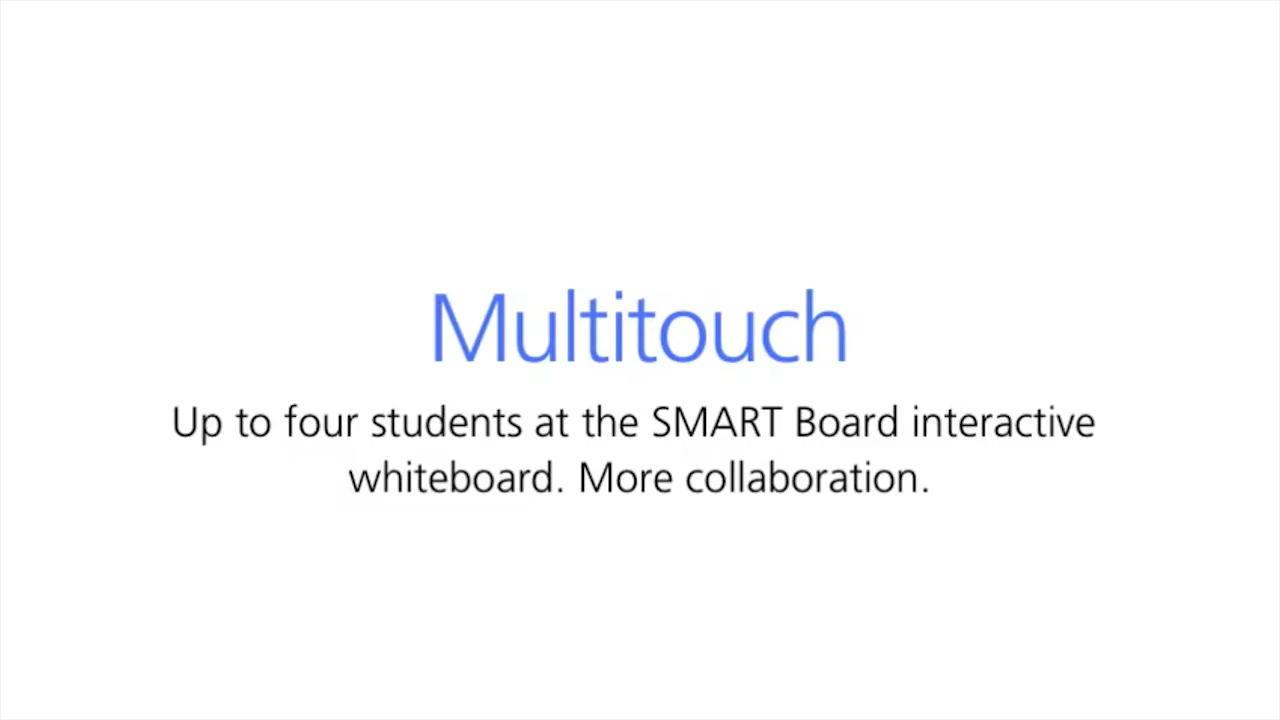 Multitouch
Up to four students at the SMART Board interactive
whiteboard. More collaboration.